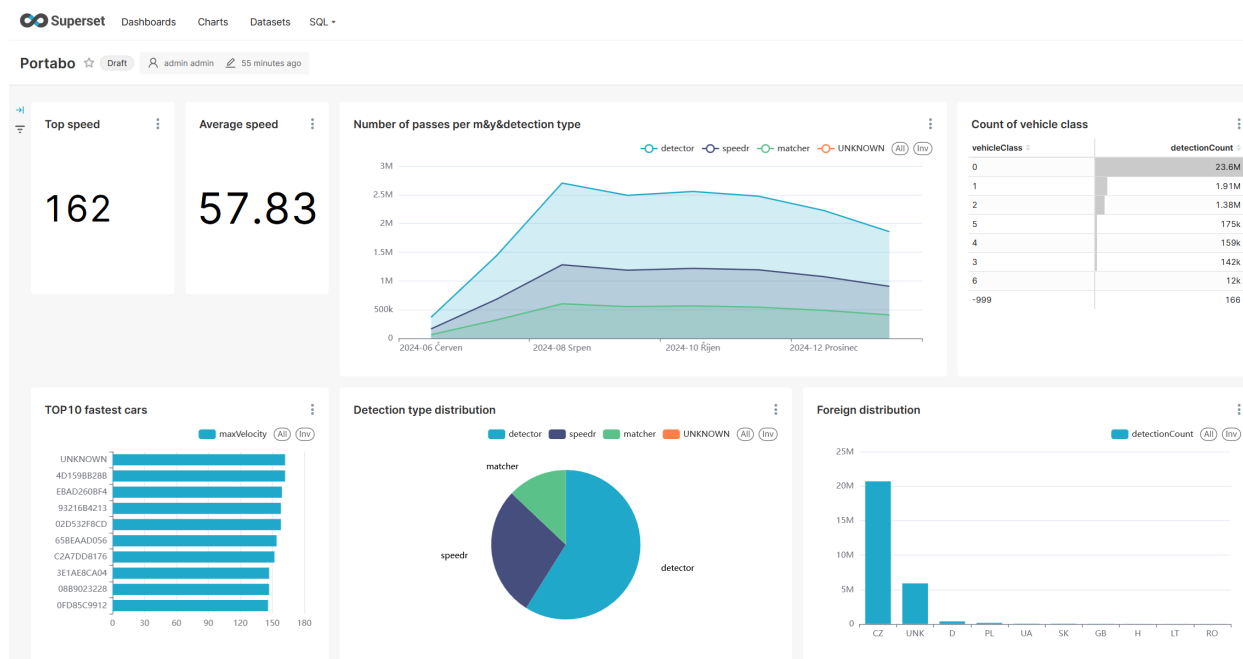 Superset Dashboards Charts Datasets SQL
Portabo Draft admin admin 55 minutes ago
Top speed
162
Average speed
57.83
Number of passes per m&y&detection type
detector speedr matcher UNKNOWN All Inv
3M
2.5M
2M
1.5M
1M
500k
0
2024-06 Červen 2024-08 Srpen 2024-10 Říjen 2024-12 Prosinec
Count of vehicle class
vehicleClass detectionCount
0 23.6M
1 1.91M
2 1.38M
5 175k
4 159k
3 142k
6 12k
-999 166
TOP10 fastest cars
maxVelocity All Inv
UNKNOWN
4D159BB28B
EBAD260BF4
93216B4213
02D532F8CD
65BEAAD056
C2A7DD8176
3E1AE8CA04
08B9023228
0FD85C9912
0 30 60 90 120 150 180
Detection type distribution
detector speedr matcher UNKNOWN All Inv
matcher
speedr
detector
Foreign distribution
detectionCount All Inv
25M
20M
15M
10M
5M
0
CZ UNK D PL UA SK GB H LT RO